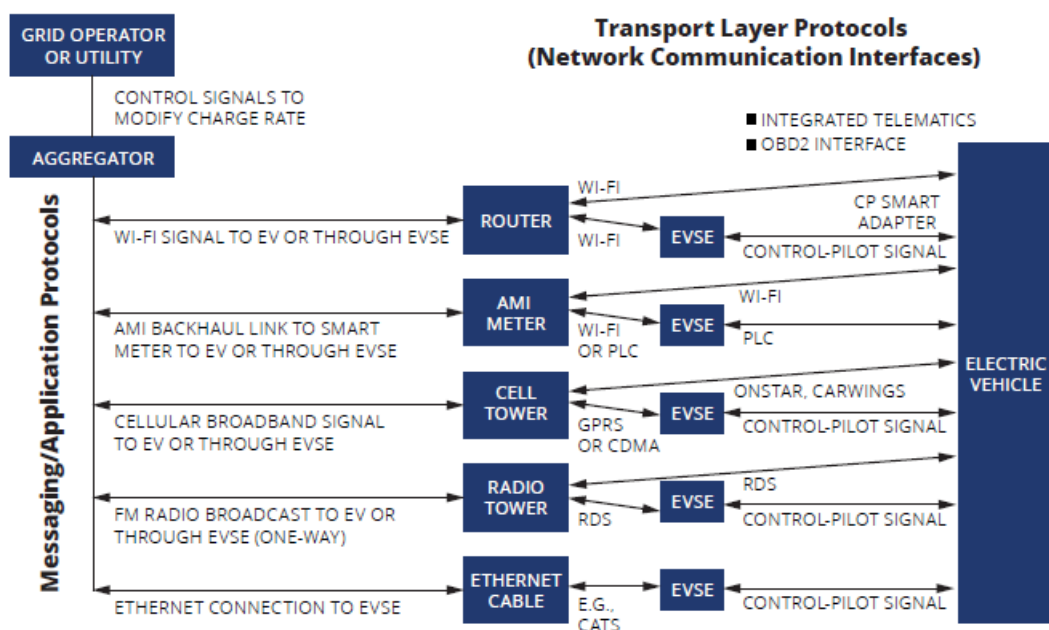 GRID OPERATOR
OR UTILITY
Transport Layer Protocols
(Network Communication Interfaces)
CONTROL SIGNALS TO
MODIFY CHARGE RATE
■ INTEGRATED TELEMATICS
■ OBD2 INTERFACE
AGGREGATOR
Messaging/Application Protocols
WI-FI SIGNAL TO EV OR THROUGH EVSE
ROUTER
WI-FI
WI-FI
EVSE
CP SMART
ADAPTER
CONTROL-PILOT SIGNAL
AMI BACKHAUL LINK TO SMART
METER TO EV OR THROUGH EVSE
AMI
METER
WI-FI
OR PLC
EVSE
WI-FI
PLC
ELECTRIC
VEHICLE
CELLULAR BROADBAND SIGNAL
TO EV OR THROUGH EVSE
CELL
TOWER
GPRS
OR CDMA
EVSE
ONSTAR, CARWINGS
CONTROL-PILOT SIGNAL
FM RADIO BROADCAST TO EV OR
THROUGH EVSE (ONE-WAY)
RADIO
TOWER
RDS
EVSE
RDS
CONTROL-PILOT SIGNAL
ETHERNET CONNECTION TO EVSE
ETHERNET
CABLE
E.G.,
CATS
EVSE
CONTROL-PILOT SIGNAL